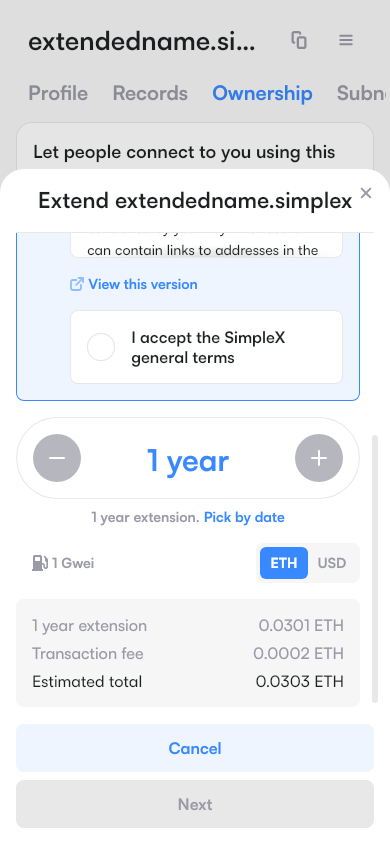 extendedname.si...
Profile Records Ownership Subn
Let people connect to you using this
Extend extendedname.simplex
can contain links to addresses in the
View this version
I accept the SimpleX
general terms
1 year
1 year extension. Pick by date
1 Gwei ETH USD
1 year extension 0.0301 ETH
Transaction fee 0.0002 ETH
Estimated total 0.0303 ETH
Cancel
Next